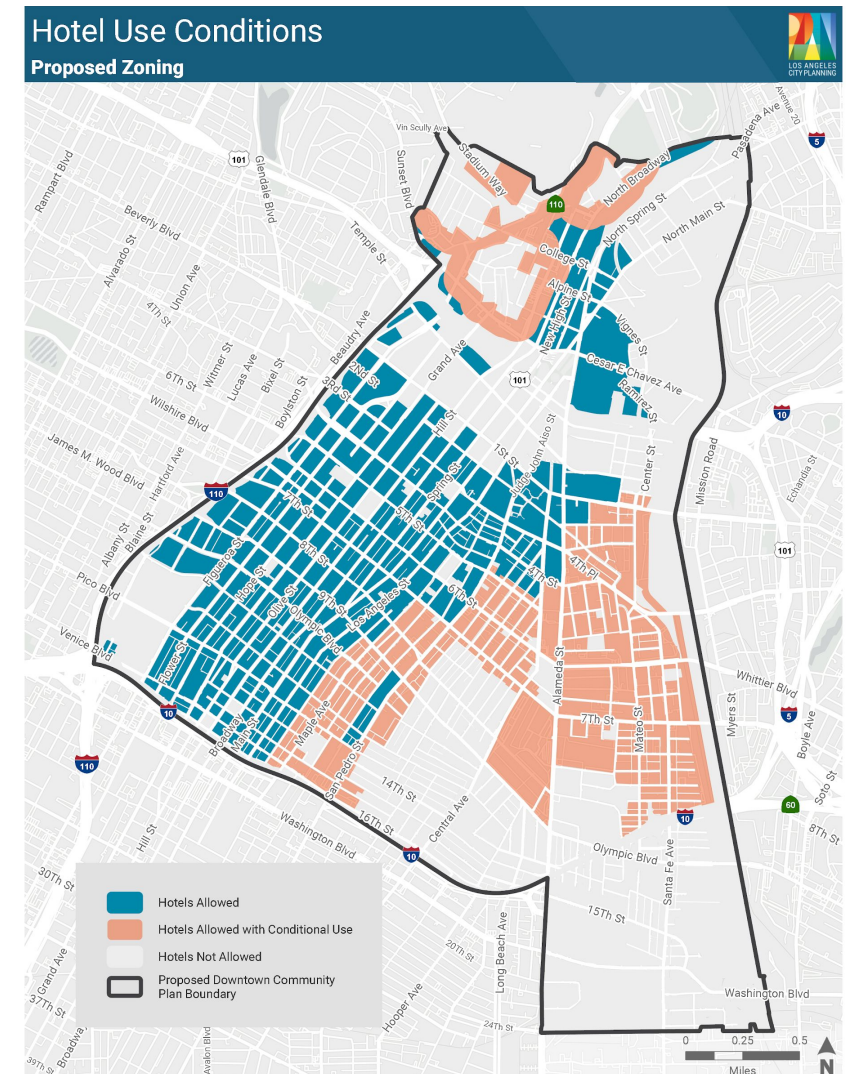 Hotel Use Conditions
Proposed Zoning
LOS ANGELES
CITY PLANNING
Vin Scully Ave
Avenue 20
Pasadena Ave
5
101
Glendale Blvd
Sunset Blvd
Stadium Way
Rampart Blvd
110
North Broadway
North Spring St
North Main St
Beverly Blvd
Temple St
Alvarado St
Union Ave
College St
Alpine St
4Th St
New High St
Vignes St
Beaudry Ave
Grand Ave
Cesar E Chavez Ave
Ramirez St
6Th St
Witmer St
Lucas Ave
Bixel St
2Nd St
3Rd St
101
Wilshire Blvd
Boylston St
Hill St
10
James M. Wood Blvd
Hartford Ave
1St St
Judge John Aiso St
Center St
Mission Road
Echandia St
Spring St
110
7Th St
5Th St
Albany St
Blaine St
8Th St
Figueroa St
101
4Th Pl
4Th St
Pico Blvd
Hope St
Olive St
9Th St
Olympic Blvd
Los Angeles St
6Th St
Venice Blvd
Flower St
Alameda St
Whittier Blvd
10
Maple Ave
Broadway
Main St
7Th St
Mateo St
Myers St
5
Boyle Ave
110
San Pedro St
14Th St
Soto St
60
16Th St
Central Ave
10
8Th St
Hill St
Washington Blvd
10
Olympic Blvd
Santa Fe Ave
30Th St
Hotels Allowed
Hotels Allowed with Conditional Use
Hotels Not Allowed
Proposed Downtown Community
Plan Boundary
15Th St
Long Beach Ave
20Th St
Grand Ave
37Th St
Hooper Ave
Washington Blvd
24Th St
Broadway
Avalon Blvd
39Th St
0 0.25 0.5
Miles
N